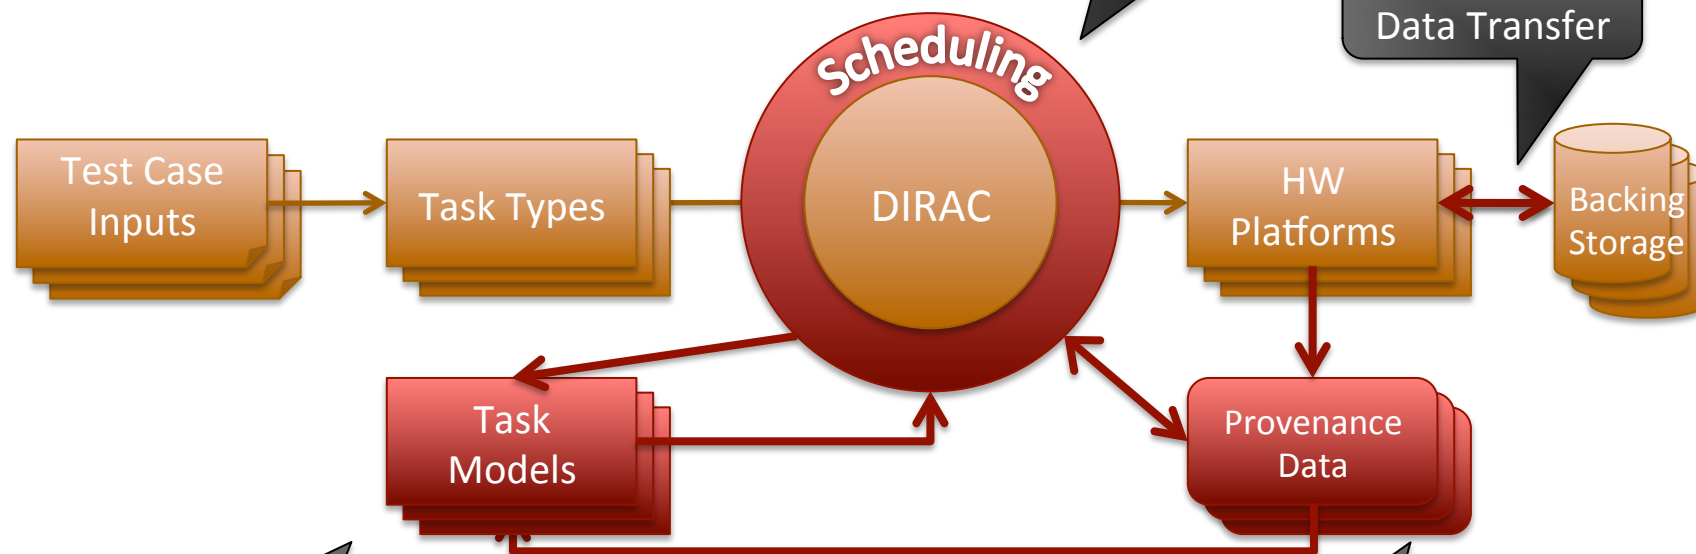 Data Transfer
Scheduling
Test Case
Inputs
Task Types
DIRAC
HW
Platforms
Backing
Storage
Task
Models
Provenance
Data